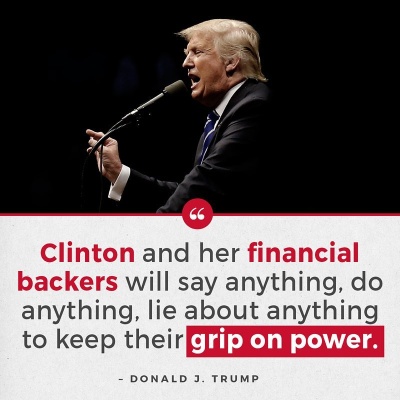 “
Clinton and her financial
backers will say anything, do
anything, lie about anything
to keep their grip on power.
– DONALD J. TRUMP